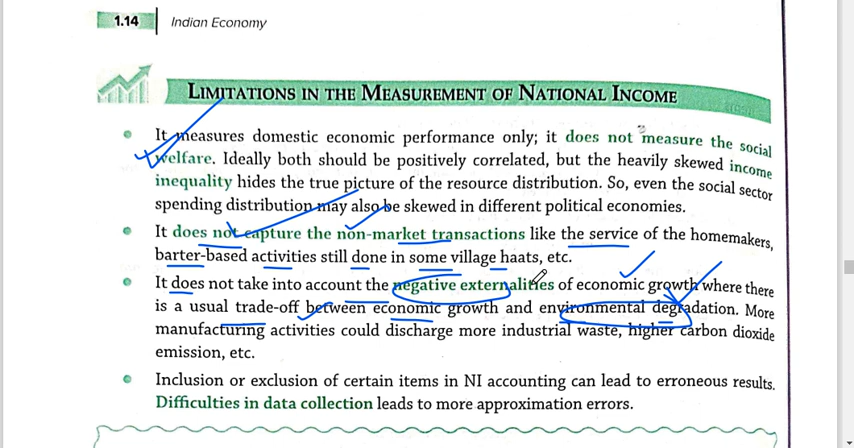 1.14 Indian Economy
LIMITATIONS IN THE MEASUREMENT OF NATIONAL INCOME
• It measures domestic economic performance only; it does not measure the social
welfare. Ideally both should be positively correlated, but the heavily skewed income
inequality hides the true picture of the resource distribution. So, even the social sector
spending distribution may also be skewed in different political economies.
• It does not capture the non-market transactions like the service of the homemakers,
barter-based activities still done in some village haats, etc.
• It does not take into account the negative externalities of economic growth where there
is a usual trade-off between economic growth and environmental degradation. More
manufacturing activities could discharge more industrial waste, higher carbon dioxide
emission, etc.
• Inclusion or exclusion of certain items in NI accounting can lead to erroneous results.
Difficulties in data collection leads to more approximation errors.